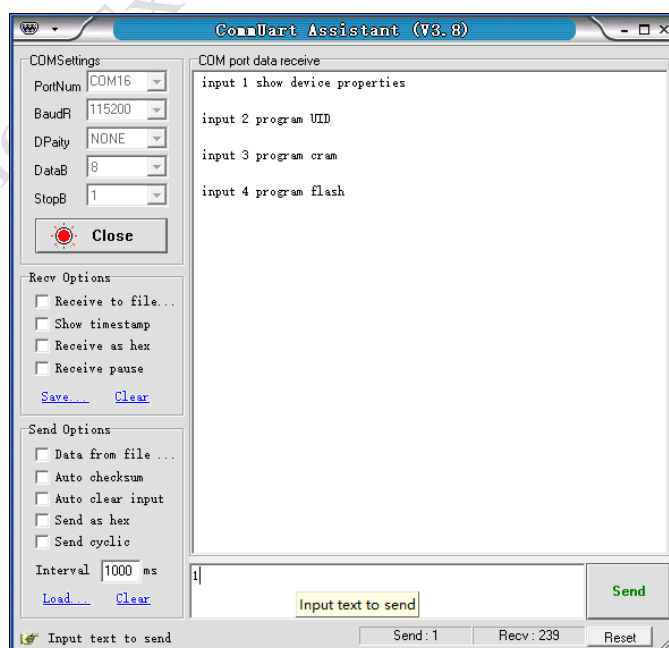 CommUart Assistant (V3.8)
COMSettings
PortNum COM16
BaudR 115200
DPaity NONE
DataB 8
StopB 1
Close
Recv Options
Receive to file...
Show timestamp
Receive as hex
Receive pause
Save... Clear
Send Options
Data from file ...
Auto checksum
Auto clear input
Send as hex
Send cyclic
Interval 1000 ms
Load... Clear
COM port data receive
input 1 show device properties
input 2 program UID
input 3 program cram
input 4 program flash
1
Input text to send
Send
Input text to send
Send : 1
Recv : 239
Reset